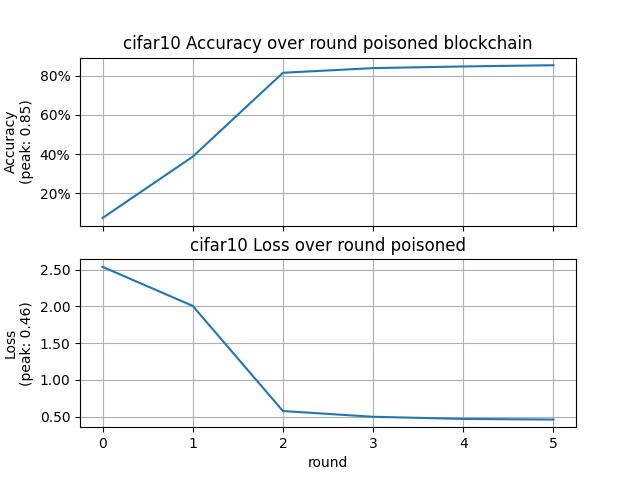 cifar10 Accuracy over round poisoned blockchain
Accuracy
(peak: 0.85)
80%
60%
40%
20%
cifar10 Loss over round poisoned
Loss
(peak: 0.46)
2.50
2.00
1.50
1.00
0.50
0 1 2 3 4 5
round